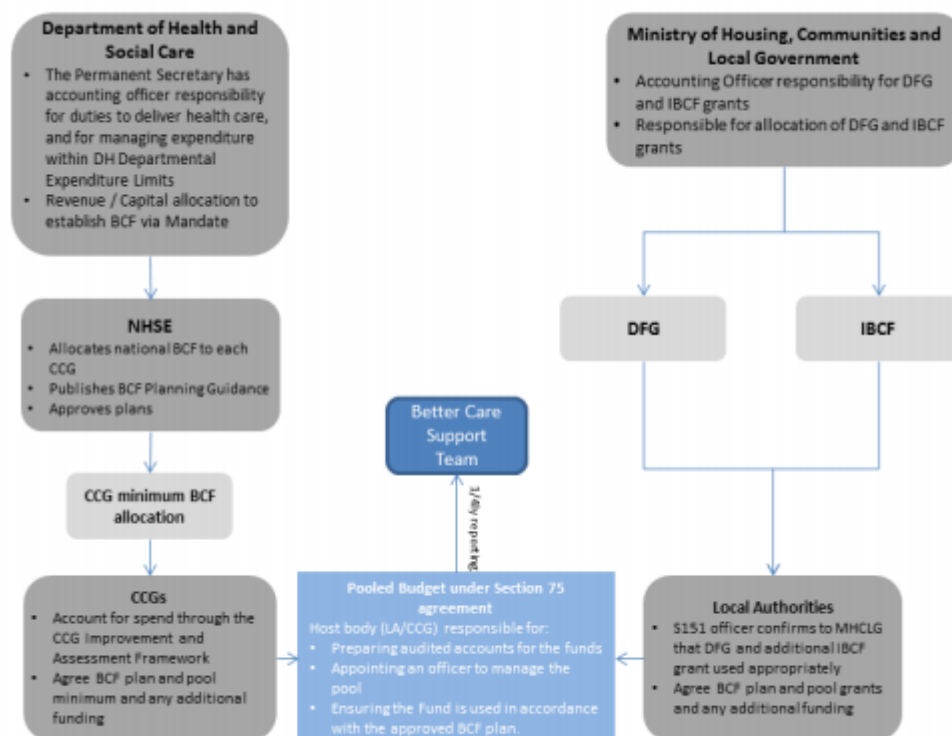 Department of Health and
Social Care
• The Permanent Secretary has
accounting officer responsibility
for duties to deliver health care,
and for managing expenditure
within DH Departmental
Expenditure Limits
• Revenue / Capital allocation to
establish BCF via Mandate
Ministry of Housing, Communities and
Local Government
• Accounting Officer responsibility for DFG
and IBCF grants
• Responsible for allocation of DFG and IBCF
grants
NHSE
• Allocates national BCF to each
CCG
• Publishes BCF Planning Guidance
• Approves plans
DFG
IBCF
Better Care
Support
Team
CCG minimum BCF
allocation
1/4ly reporting.
CCGs
• Account for spend through the
CCG Improvement and
Assessment Framework
• Agree BCF plan and pool
minimum and any additional
funding
Pooled Budget under Section 75
agreement
Host body (LA/CCG) responsible for:
• Preparing audited accounts for the funds
• Appointing an officer to manage the
pool
• Ensuring the Fund is used in accordance
with the approved BCF plan.
Local Authorities
• S151 officer confirms to MHCLG
that DFG and additional IBCF
grant used appropriately
• Agree BCF plan and pool grants
and any additional funding